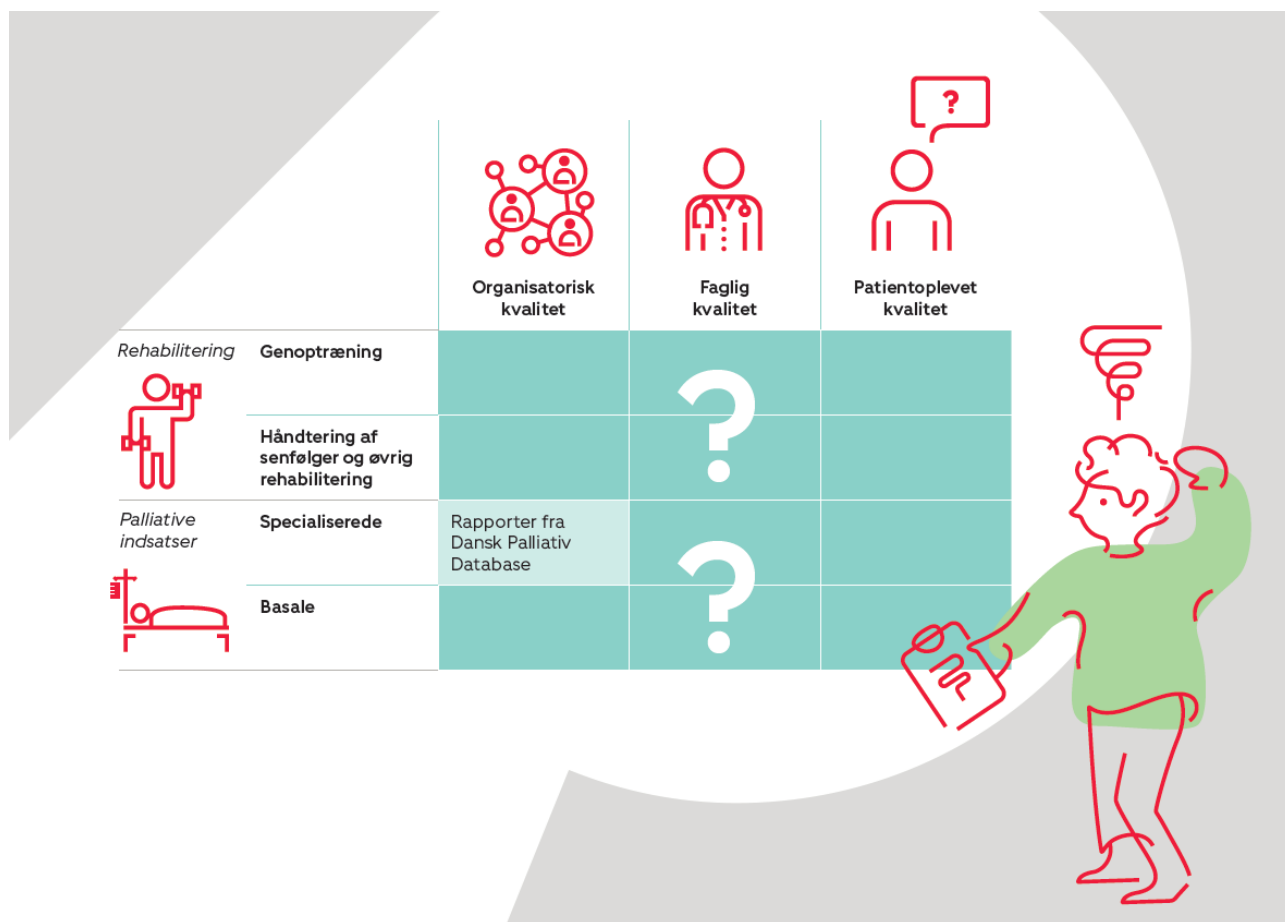 ?
Organisatorisk
kvalitet
Faglig
kvalitet
Patientoplevet
kvalitet
Rehabilitering
Genoptræning
?
Håndtering af
senfølger og øvrig
rehabilitering
Palliative
indsatser
Specialiserede
Rapporter fra
Dansk Palliativ
Database
?
Basale